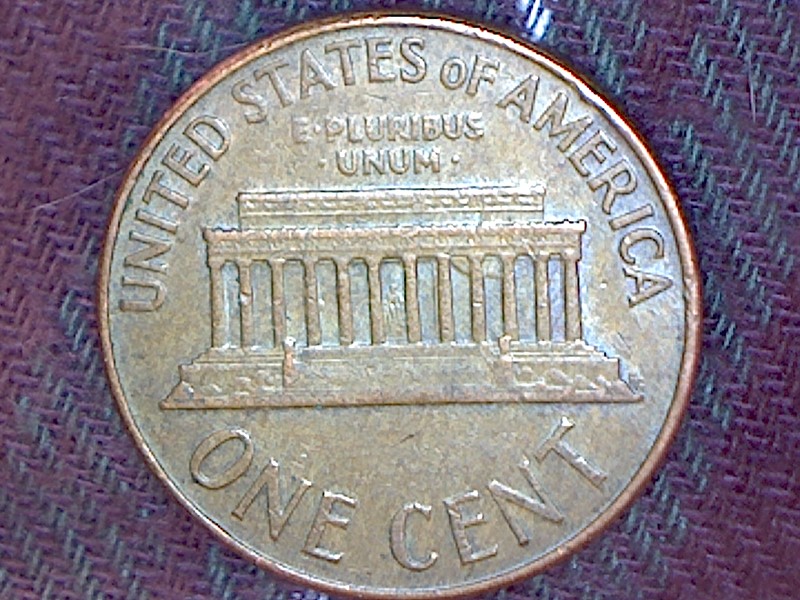 UNITED STATES OF AMERICA
E·PLURIBUS
·UNUM·
ONE CENT